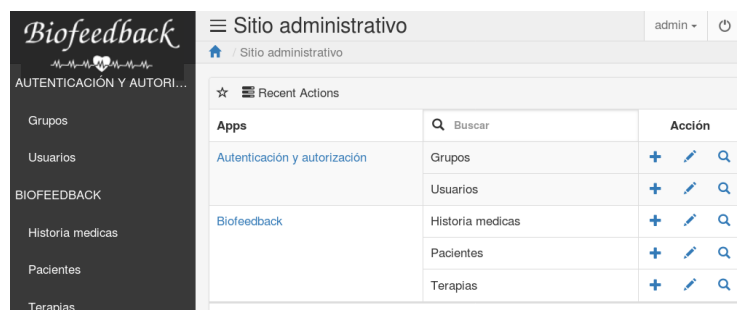 Biofeedback
AUTENTICACIÓN Y AUTORI...
Grupos
Usuarios
BIOFEEDBACK
Historia medicas
Pacientes
Terapias
Sitio administrativo
admin
/ Sitio administrativo
Recent Actions
Apps
Buscar
Acción
Autenticación y autorización
Grupos
Usuarios
Biofeedback
Historia medicas
Pacientes
Terapias